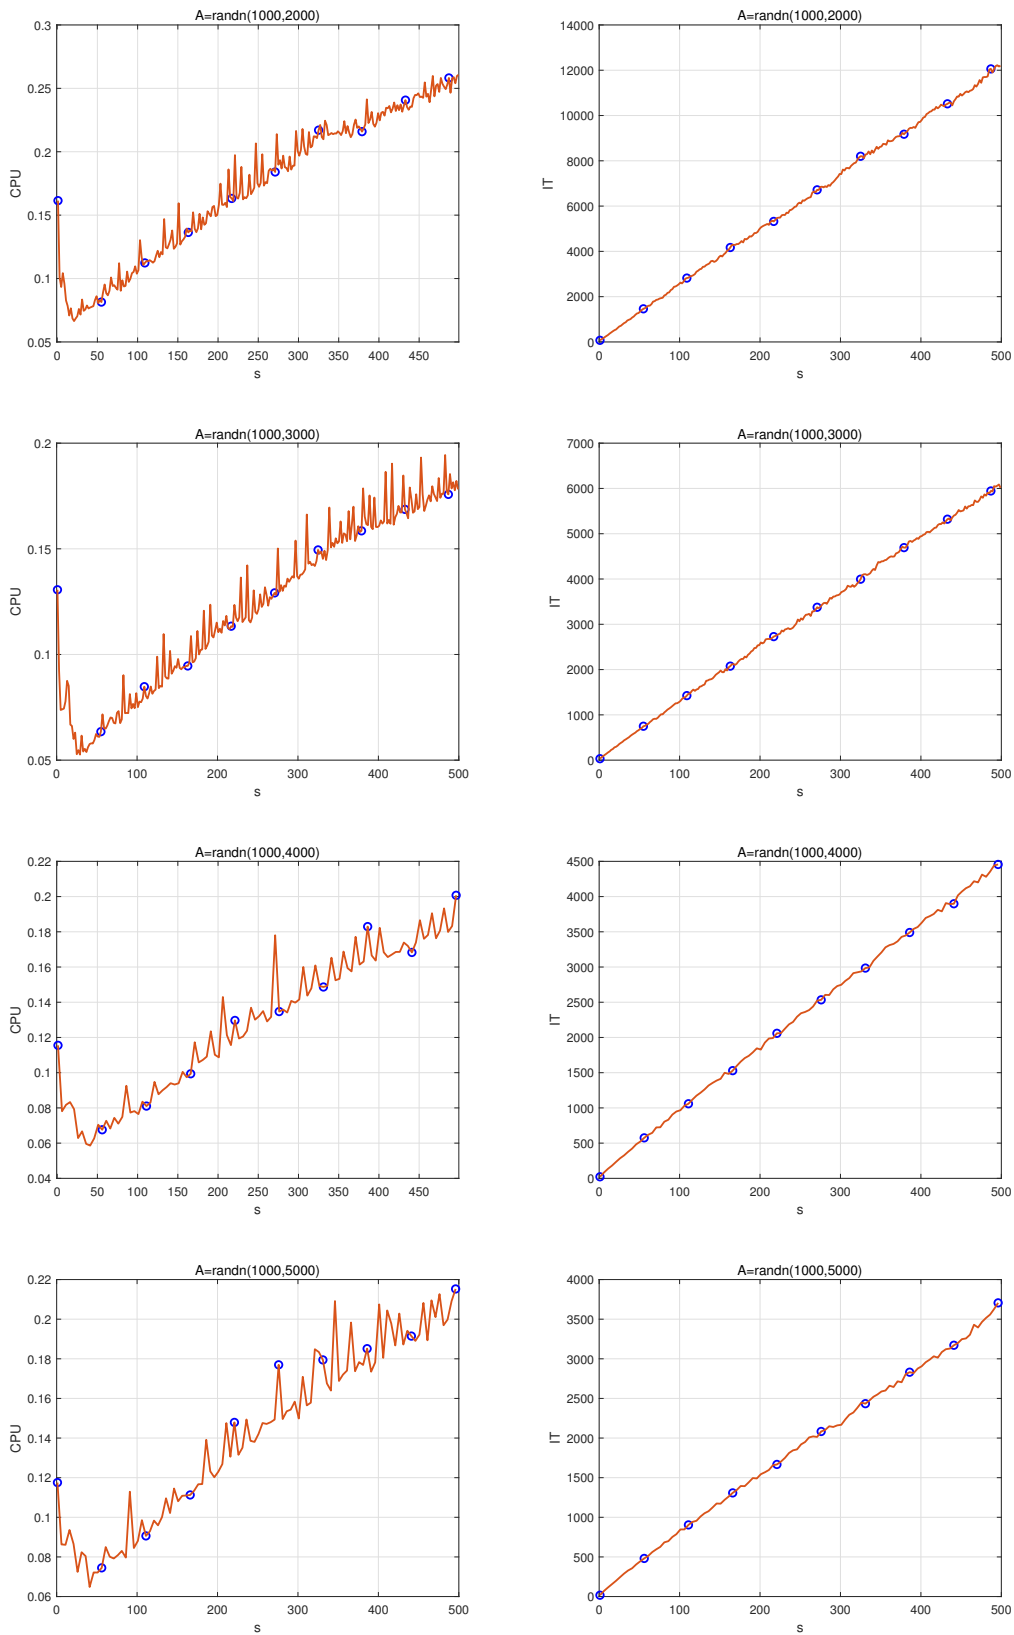 A=randn(1000,2000)
0.3
0.25
0.2
0.15
0.1
0.05
CPU
0 50 100 150 200 250 300 350 400 450
s
A=randn(1000,2000)
14000
12000
10000
8000
6000
4000
2000
0
IT
0 100 200 300 400 500
s
A=randn(1000,3000)
0.2
0.15
0.1
0.05
CPU
0 100 200 300 400 500
s
A=randn(1000,3000)
7000
6000
5000
4000
3000
2000
1000
0
IT
0 100 200 300 400 500
s
A=randn(1000,4000)
0.22
0.2
0.18
0.16
0.14
0.12
0.1
0.08
0.06
0.04
CPU
0 50 100 150 200 250 300 350 400 450
s
A=randn(1000,4000)
4500
4000
3500
3000
2500
2000
1500
1000
500
0
IT
0 100 200 300 400 500
s
A=randn(1000,5000)
0.22
0.2
0.18
0.16
0.14
0.12
0.1
0.08
0.06
CPU
0 100 200 300 400 500
s
A=randn(1000,5000)
4000
3500
3000
2500
2000
1500
1000
500
0
IT
0 100 200 300 400 500
s